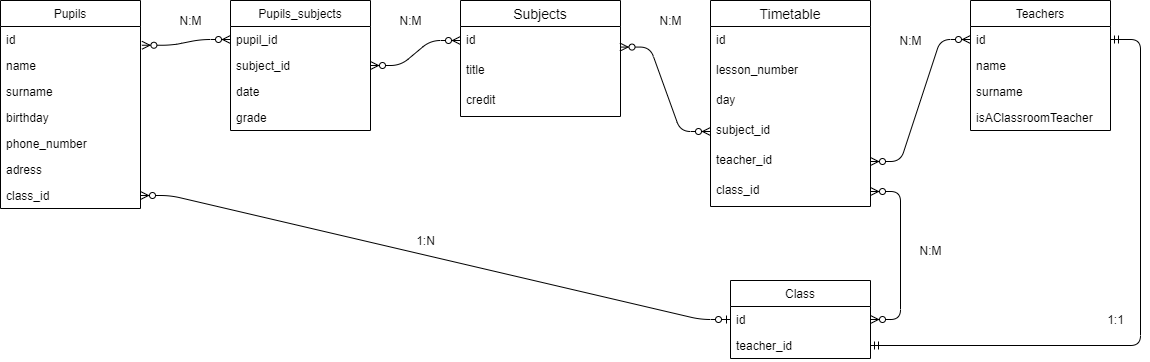 Pupils
id
name
surname
birthday
phone_number
adress
class_id
N:M
Pupils_subjects
pupil_id
subject_id
date
grade
N:M
Subjects
id
title
credit
N:M
Timetable
id
lesson_number
day
subject_id
teacher_id
class_id
N:M
Teachers
id
name
surname
isAClassroomTeacher
1:N
N:M
Class
id
teacher_id
1:1